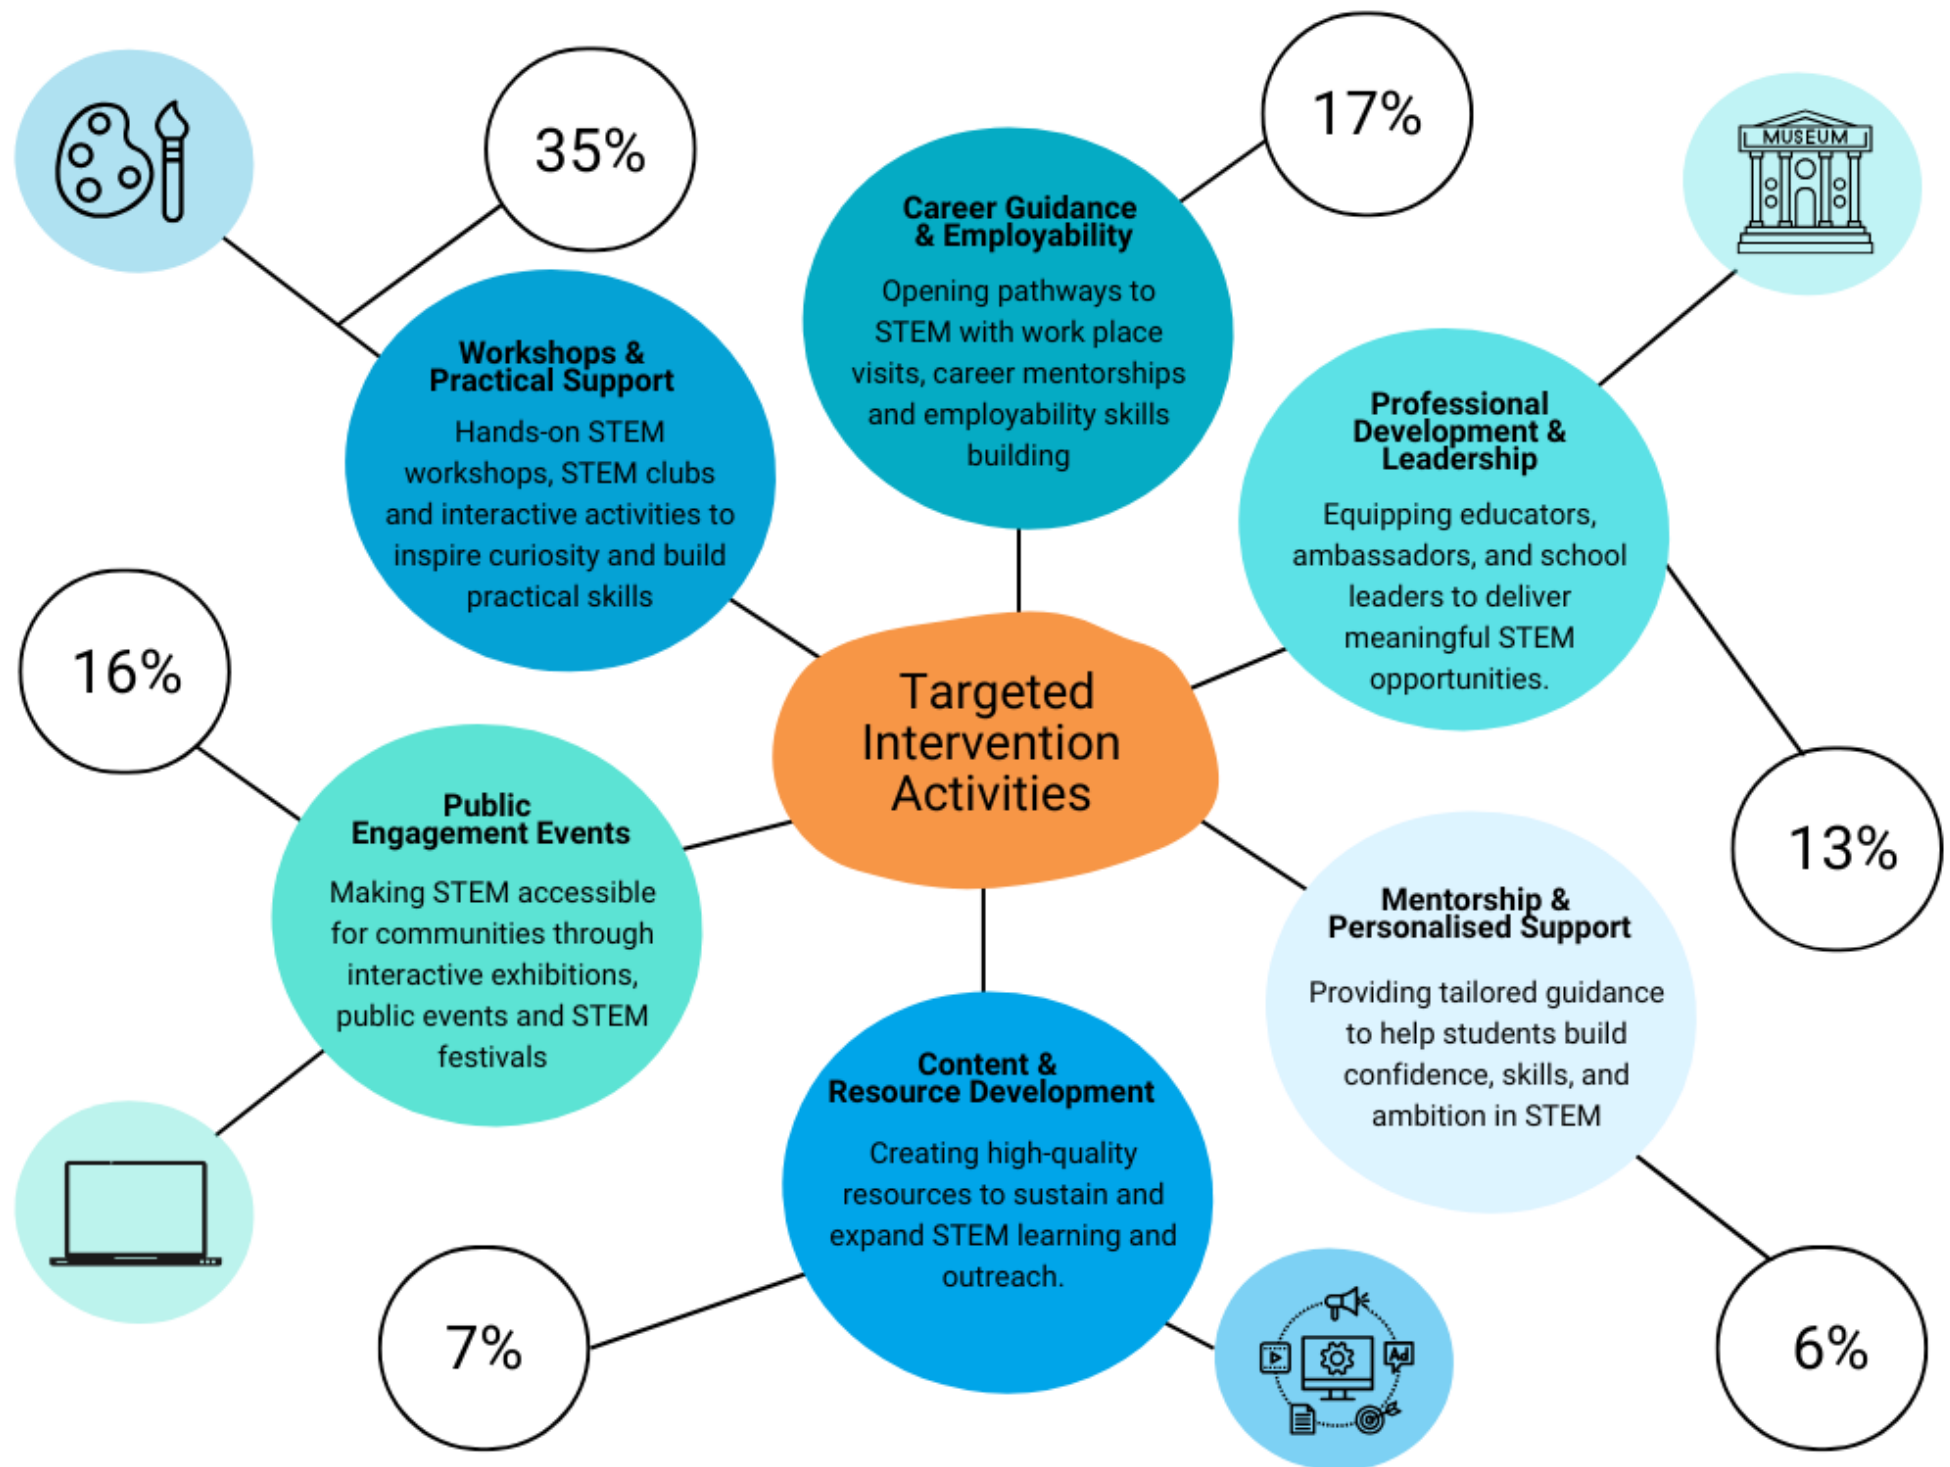 35%
17%
MUSEUM
Career Guidance
& Employability
Opening pathways to
STEM with work place
visits, career mentorships
and employability skills
building
Workshops &
Practical Support
Hands-on STEM
workshops, STEM clubs
and interactive activities to
inspire curiosity and build
practical skills
Professional
Development &
Leadership
Equipping educators,
ambassadors, and school
leaders to deliver
meaningful STEM
opportunities.
16%
Targeted
Intervention
Activities
13%
Public
Engagement Events
Making STEM accessible
for communities through
interactive exhibitions,
public events and STEM
festivals
Mentorship &
Personalised Support
Providing tailored guidance
to help students build
confidence, skills, and
ambition in STEM
Content &
Resource Development
Creating high-quality
resources to sustain and
expand STEM learning and
outreach.
7%
Ad
6%